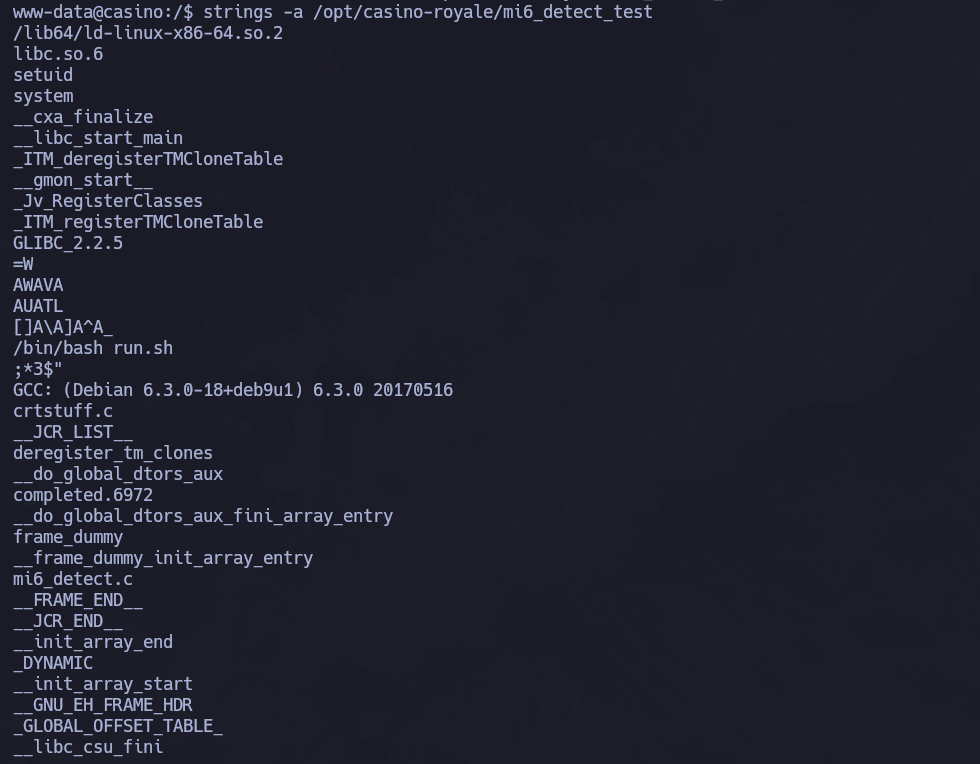 www-data@casino:/$ strings -a /opt/casino-royale/mi6_detect_test
/lib64/ld-linux-x86-64.so.2
libc.so.6
setuid
system
__cxa_finalize
__libc_start_main
_ITM_deregisterTMCloneTable
__gmon_start__
_Jv_RegisterClasses
_ITM_registerTMCloneTable
GLIBC_2.2.5
=W
AWAVA
AUATL
[]A\A]A^A_
/bin/bash run.sh
;*3$"
GCC: (Debian 6.3.0-18+deb9u1) 6.3.0 20170516
crtstuff.c
__JCR_LIST__
deregister_tm_clones
__do_global_dtors_aux
completed.6972
__do_global_dtors_aux_fini_array_entry
frame_dummy
__frame_dummy_init_array_entry
mi6_detect.c
__FRAME_END__
__JCR_END__
__init_array_end
_DYNAMIC
__init_array_start
__GNU_EH_FRAME_HDR
_GLOBAL_OFFSET_TABLE_
__libc_csu_fini